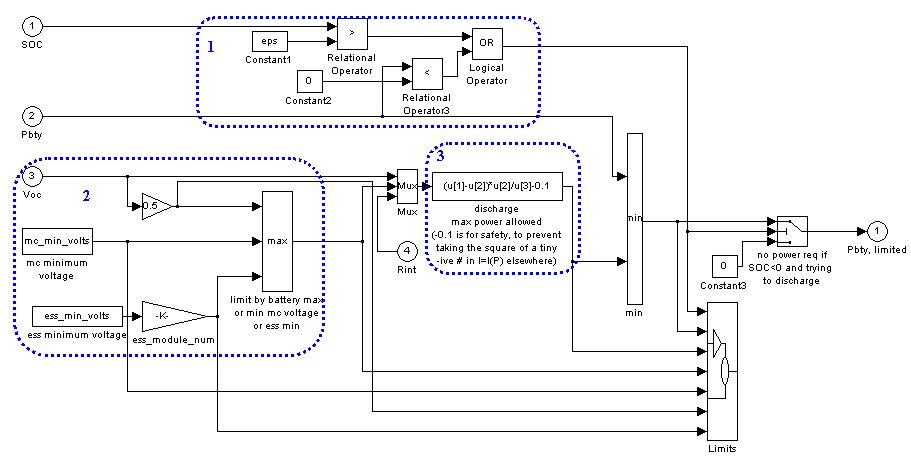 1
SOC
1
eps
Constant1
>
Relational
Operator
0
Constant2
<
Relational
Operator3
OR
Logical
Operator
2
Pbty
3
Voc
2
0.5
mc_min_volts
mc minimum
voltage
ess_min_volts
ess minimum voltage
-K-
ess_module_num
max
limit by battery max
or min mc voltage
or ess min
Mux
Mux
4
Rint
3
(u[1]-u[2])*u[2]/u[3]-0.1
discharge
max power allowed
(-0.1 is for safety, to prevent
taking the square of a tiny
-ive # in I=I(P) elsewhere)
min
min
0
Constant3
no power req if
SOC<0 and trying
to discharge
1
Pbty, limited
Limits